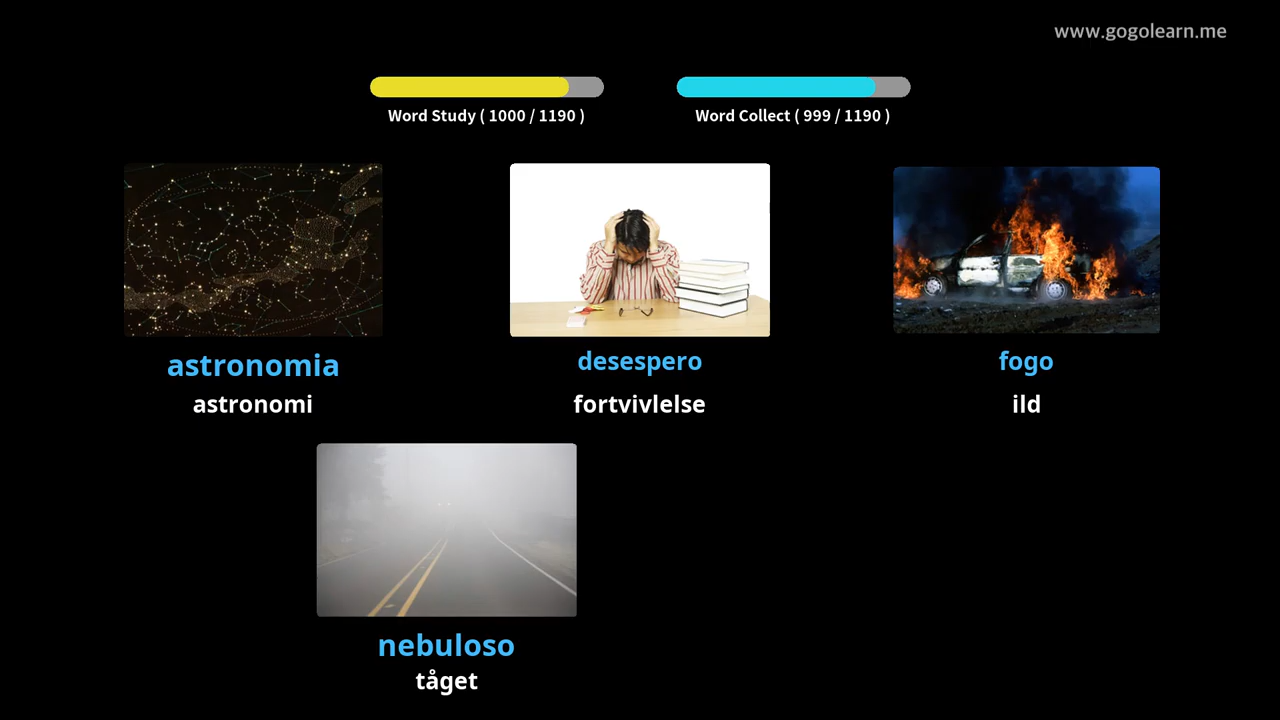 www.gogolearn.me
Word Study ( 1000 / 1190 )
Word Collect ( 999 / 1190 )
astronomia
astronomi
desespero
fortvivlelse
fogo
ild
nebuloso
tåget